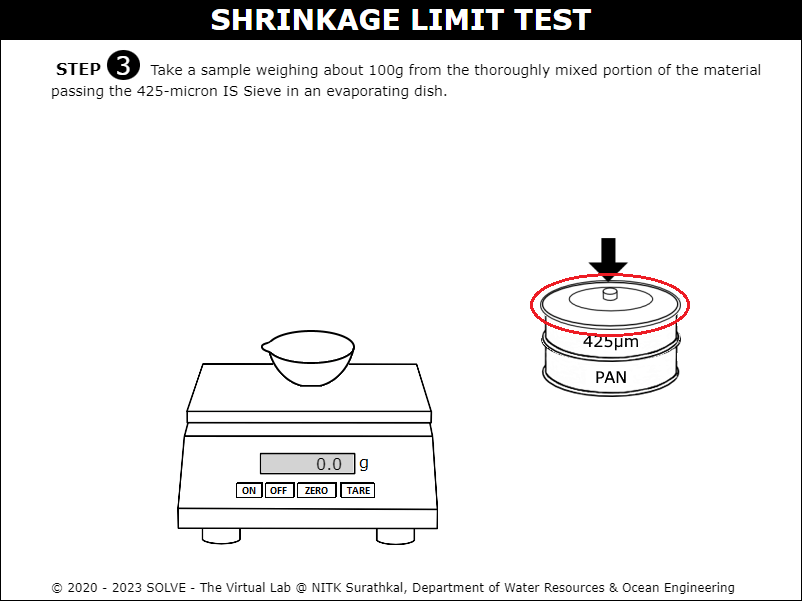 SHRINKAGE LIMIT TEST
STEP 3 Take a sample weighing about 100g from the thoroughly mixed portion of the material
passing the 425-micron IS Sieve in an evaporating dish.
425μm
PAN
0.0 g
ON OFF ZERO TARE
© 2020 - 2023 SOLVE - The Virtual Lab @ NITK Surathkal, Department of Water Resources & Ocean Engineering